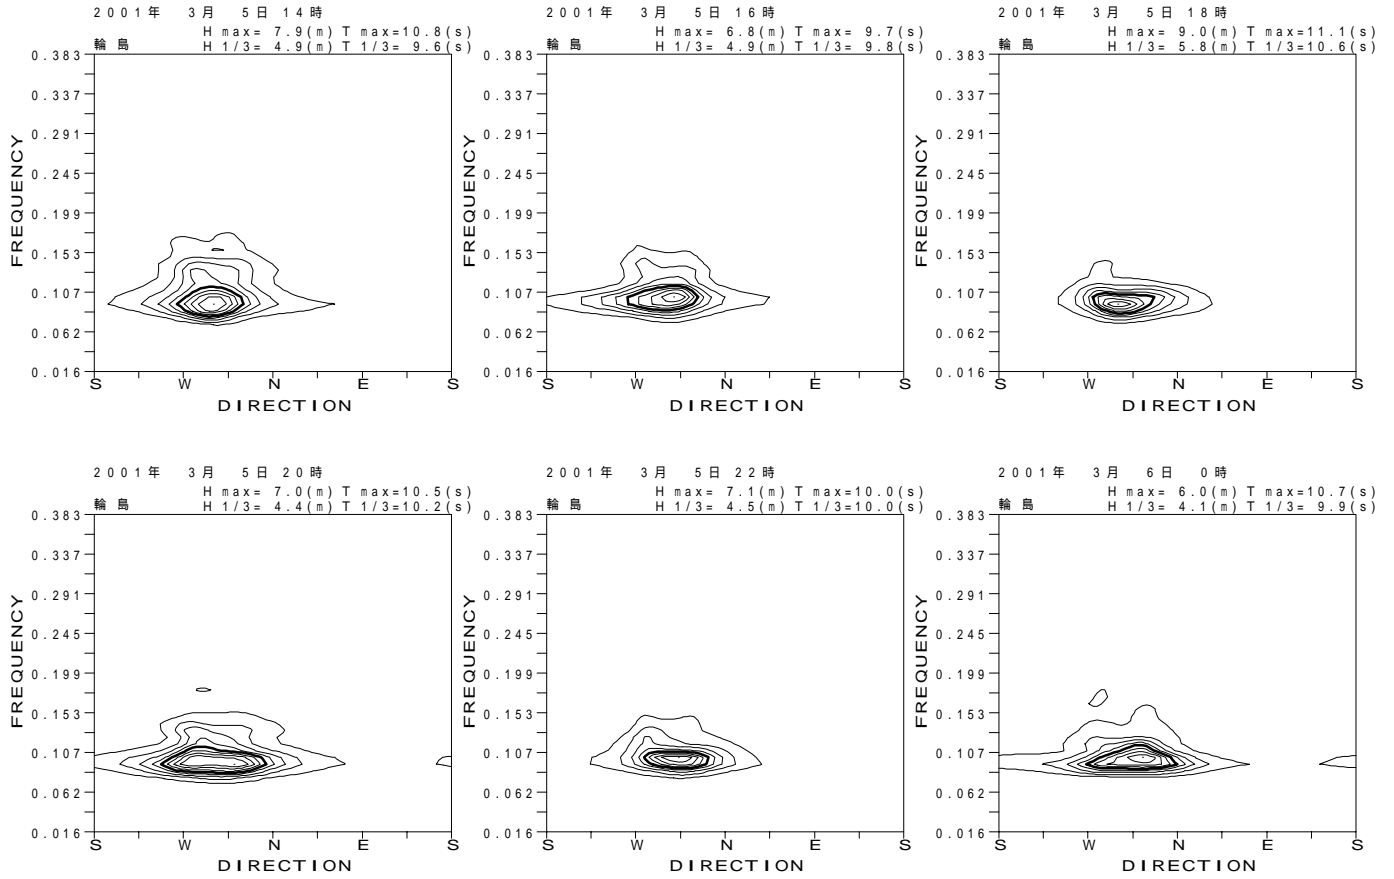 2001年 3月 5日 14時
H max= 7.9(m) T max=10.8(s)
輪島 H 1/3= 4.9(m) T 1/3= 9.6(s)
0.383
0.337
0.291
0.245
0.199
0.153
0.107
0.062
0.016
FREQUENCY
S W N E S
DIRECTION
2001年 3月 5日 16時
H max= 6.8(m) T max= 9.7(s)
輪島 H 1/3= 4.9(m) T 1/3= 9.8(s)
0.383
0.337
0.291
0.245
0.199
0.153
0.107
0.062
0.016
FREQUENCY
S W N E S
DIRECTION
2001年 3月 5日 18時
H max= 9.0(m) T max=11.1(s)
輪島 H 1/3= 5.8(m) T 1/3=10.6(s)
0.383
0.337
0.291
0.245
0.199
0.153
0.107
0.062
0.016
FREQUENCY
S W N E S
DIRECTION
2001年 3月 5日 20時
H max= 7.0(m) T max=10.5(s)
輪島 H 1/3= 4.4(m) T 1/3=10.2(s)
0.383
0.337
0.291
0.245
0.199
0.153
0.107
0.062
0.016
FREQUENCY
S W N E S
DIRECTION
2001年 3月 5日 22時
H max= 7.1(m) T max=10.0(s)
輪島 H 1/3= 4.5(m) T 1/3=10.0(s)
0.383
0.337
0.291
0.245
0.199
0.153
0.107
0.062
0.016
FREQUENCY
S W N E S
DIRECTION
2001年 3月 6日 0時
H max= 6.0(m) T max=10.7(s)
輪島 H 1/3= 4.1(m) T 1/3= 9.9(s)
0.383
0.337
0.291
0.245
0.199
0.153
0.107
0.062
0.016
FREQUENCY
S W N E S
DIRECTION